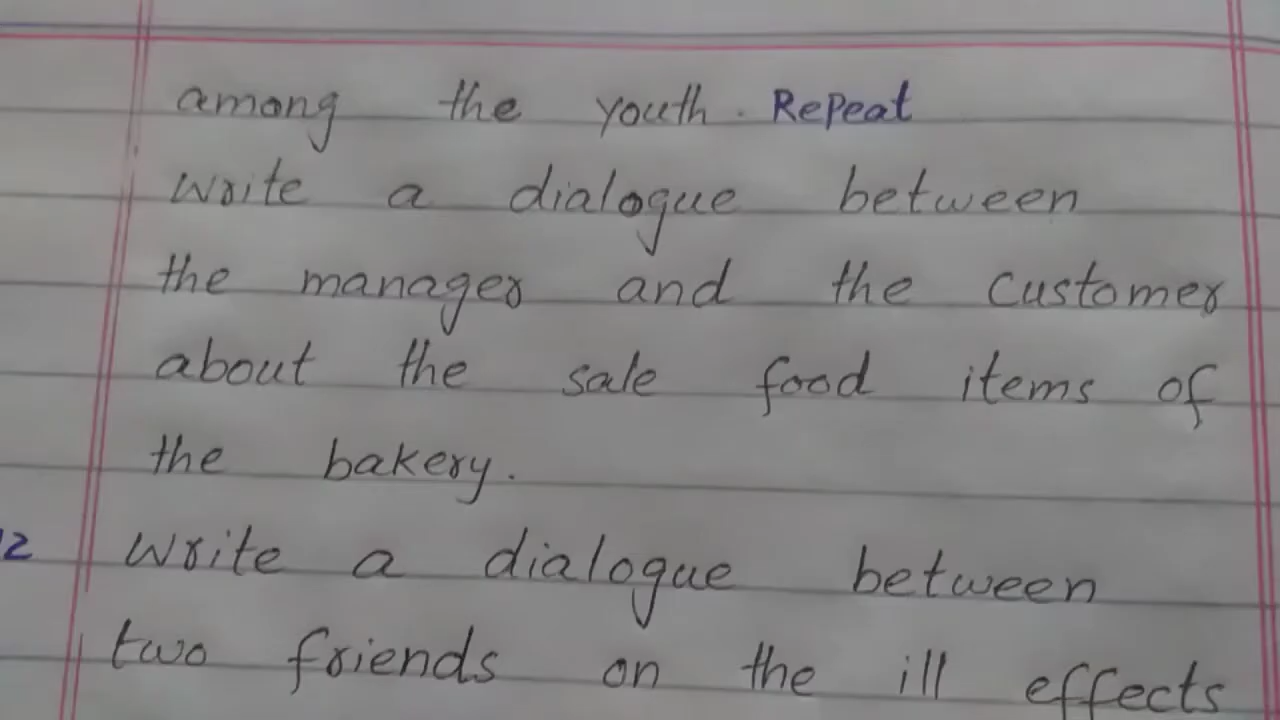 among the youth. Repeat
Write a dialogue between
the manager and the customer
about the sale food items of
the bakery.
12 Write a dialogue between
two friends on the ill effects